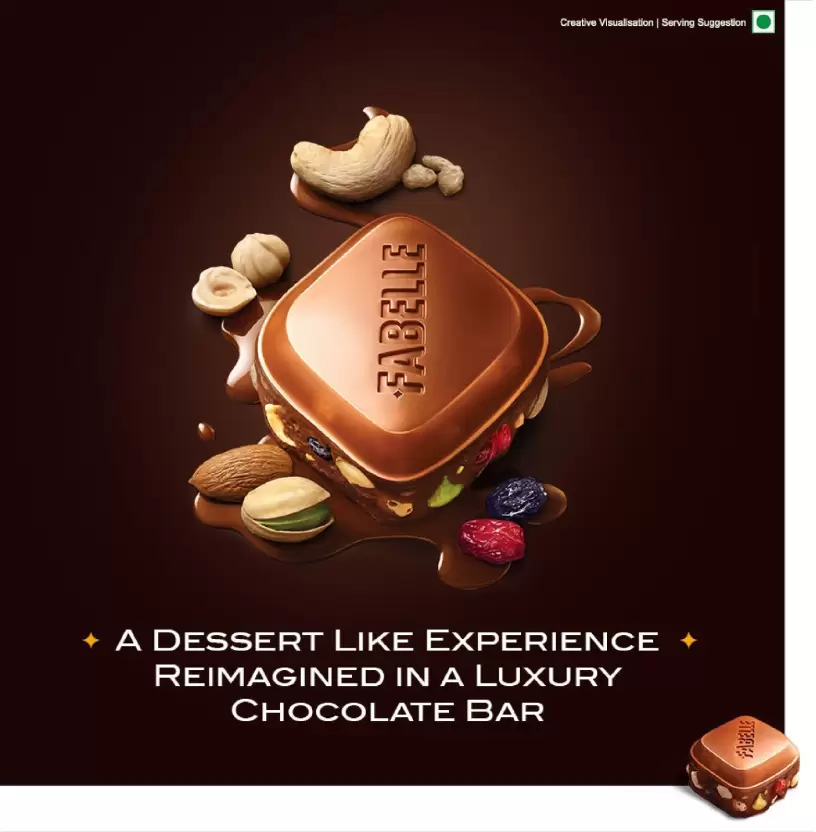 Creative Visualisation | Serving Suggestion
FABELLE
✦ A DESSERT LIKE EXPERIENCE ✦
REIMAGINED IN A LUXURY
CHOCOLATE BAR
FABELLE